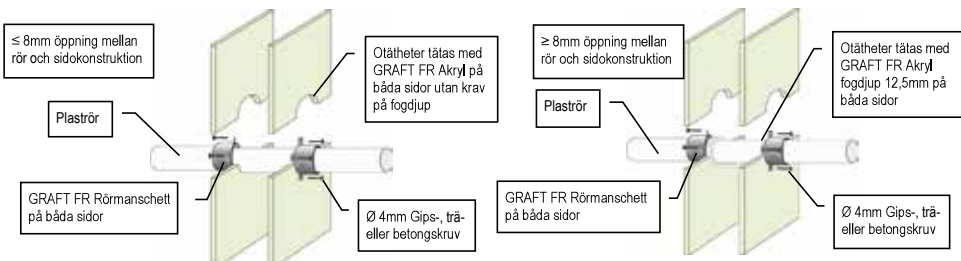 ≤ 8mm öppning mellan
rör och sidokonstruktion
Otätheter tätas med
GRAFT FR Akryl på
båda sidor utan krav
på fogdjup
Plaströr
GRAFT FR Rörmanschett
på båda sidor
Ø 4mm Gips-, trä-
eller betongskruv
≥ 8mm öppning mellan
rör och sidokonstruktion
Otätheter tätas med
GRAFT FR Akryl
fogdjup 12,5mm på
båda sidor
Plaströr
GRAFT FR Rörmanschett
på båda sidor
Ø 4mm Gips-, trä-
eller betongskruv